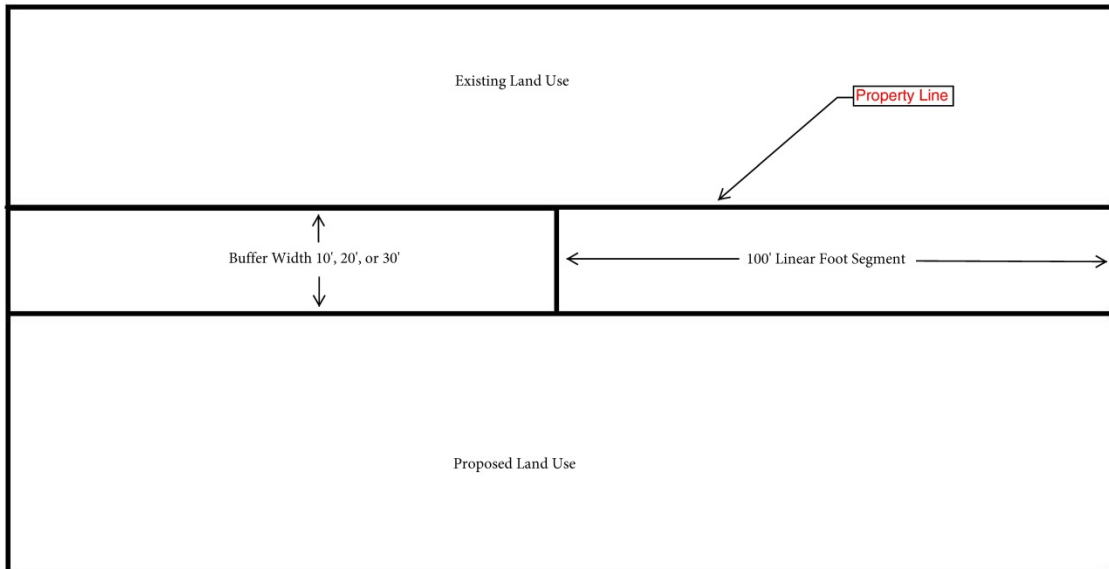 Existing Land Use
Property Line
Buffer Width 10', 20', or 30'
100' Linear Foot Segment
Proposed Land Use